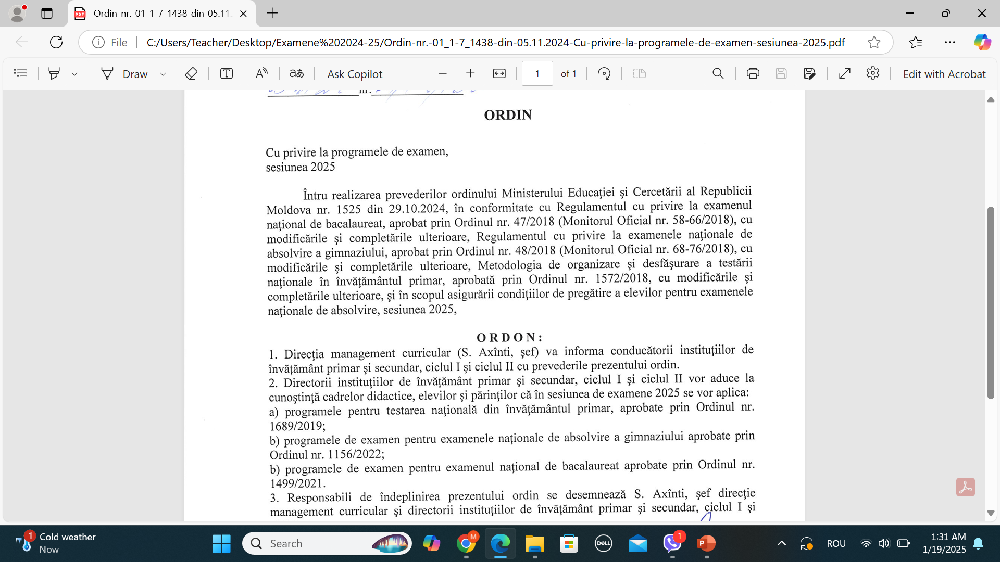 Ordin-nr.-01_1-7_1438-din-05.11.
File
C:/Users/Teacher/Desktop/Examene%202024-25/Ordin-nr.-01_1-7_1438-din-05.11.2024-Cu-privire-la-programele-de-examen-sesiunea-2025.pdf
Draw
Ask Copilot
1 of 1
Edit with Acrobat
nr.
ORDIN
Cu privire la programele de examen,
sesiunea 2025
Întru realizarea prevederilor ordinului Ministerului Educaţiei şi Cercetării al Republicii
Moldova nr. 1525 din 29.10.2024, în conformitate cu Regulamentul cu privire la examenul
naţional de bacalaureat, aprobat prin Ordinul nr. 47/2018 (Monitorul Oficial nr. 58-66/2018), cu
modificările şi completările ulterioare, Regulamentul cu privire la examenele naţionale de
absolvire a gimnaziului, aprobat prin Ordinul nr. 48/2018 (Monitorul Oficial nr. 68-76/2018), cu
modificările şi completările ulterioare, Metodologia de organizare şi desfăşurare a testării
naţionale în învăţământul primar, aprobată prin Ordinul nr. 1572/2018, cu modificările şi
completările ulterioare, şi în scopul asigurării condiţiilor de pregătire a elevilor pentru examenele
naţionale de absolvire, sesiunea 2025,
O R D O N :
1. Direcţia management curricular (S. Axînti, şef) va informa conducătorii instituţiilor de
învăţământ primar şi secundar, ciclul I şi ciclul II cu prevederile prezentului ordin.
2. Directorii instituţiilor de învăţământ primar şi secundar, ciclul I şi ciclul II vor aduce la
cunoştinţă cadrelor didactice, elevilor şi părinţilor că în sesiunea de examene 2025 se vor aplica:
a) programele pentru testarea naţională din învăţământul primar, aprobate prin Ordinul nr.
1689/2019;
b) programele de examen pentru examenele naţionale de absolvire a gimnaziului aprobate prin
Ordinul nr. 1156/2022;
b) programele de examen pentru examenul naţional de bacalaureat aprobate prin Ordinul nr.
1499/2021.
3. Responsabili de îndeplinirea prezentului ordin se desemnează S. Axînti, şef direcţie
management curricular şi directorii instituţiilor de învăţământ primar şi secundar, ciclul I şi
1
Cold weather
Now
Search
M
DELL
1
P
ROU
1:31 AM
1/19/2025